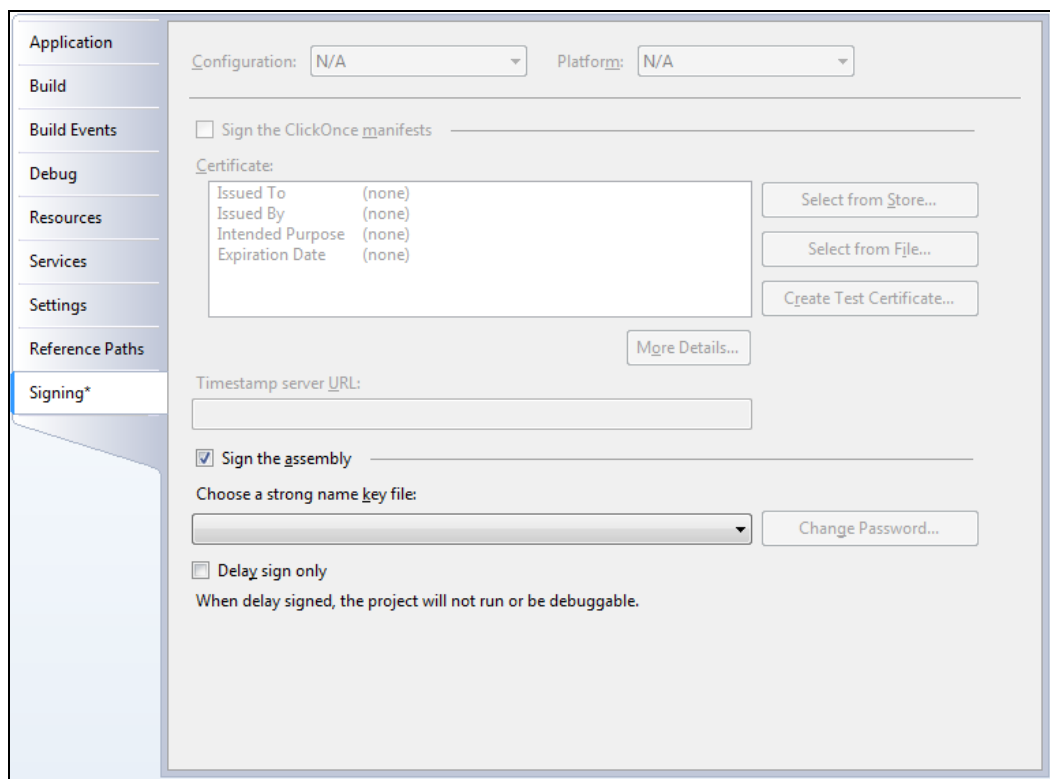 Application
Build
Build Events
Debug
Resources
Services
Settings
Reference Paths
Signing*
Configuration: N/A Platform: N/A
Sign the ClickOnce manifests
Certificate:
Issued To (none)
Issued By (none)
Intended Purpose (none)
Expiration Date (none)
Select from Store...
Select from File...
Create Test Certificate...
More Details...
Timestamp server URL:
Sign the assembly
Choose a strong name key file:
Change Password...
Delay sign only
When delay signed, the project will not run or be debuggable.